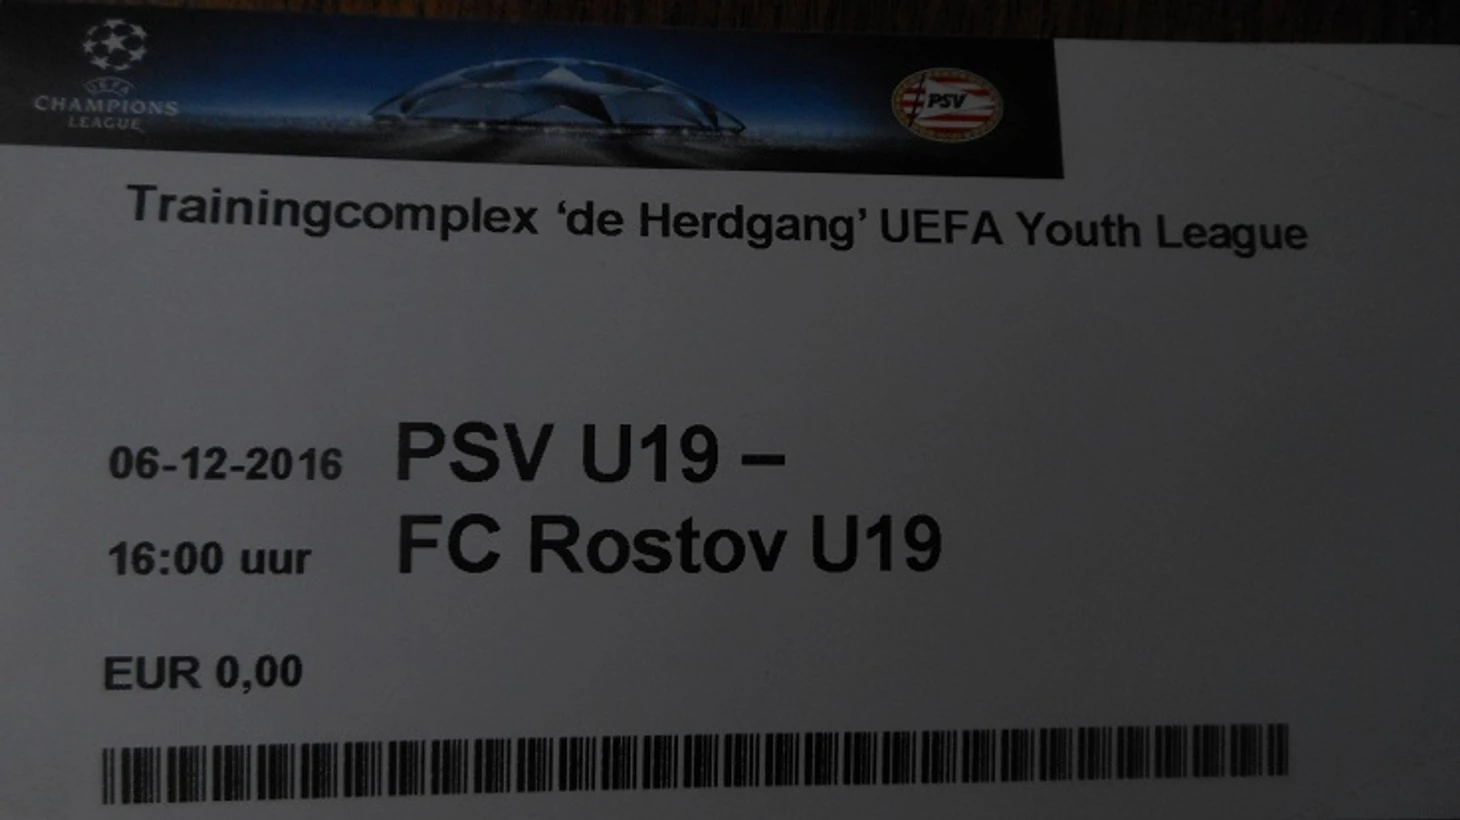 UEFA
CHAMPIONS
LEAGUE
PSV
Trainingcomplex ‘de Herdgang’ UEFA Youth League
06-12-2016 PSV U19 –
16:00 uur FC Rostov U19
EUR 0,00